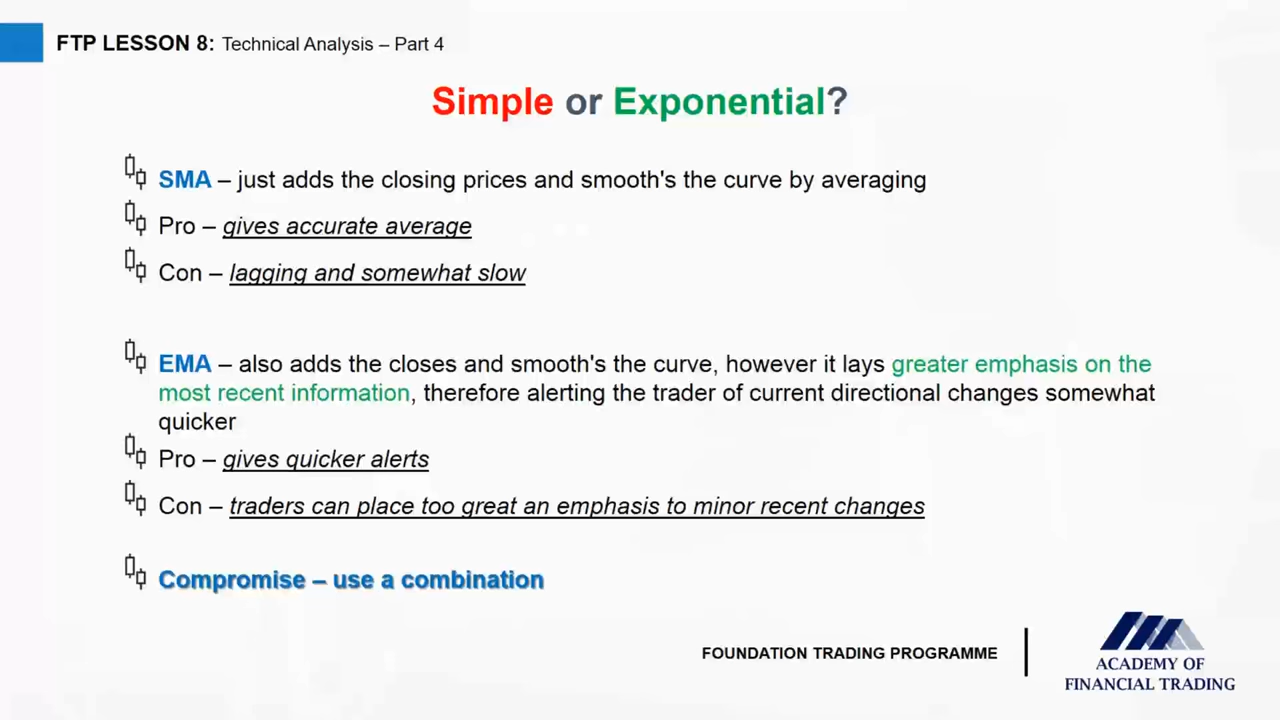 FTP LESSON 8: Technical Analysis – Part 4
Simple or Exponential?
SMA – just adds the closing prices and smooth's the curve by averaging
Pro – gives accurate average
Con – lagging and somewhat slow
EMA – also adds the closes and smooth's the curve, however it lays greater emphasis on the
most recent information, therefore alerting the trader of current directional changes somewhat
quicker
Pro – gives quicker alerts
Con – traders can place too great an emphasis to minor recent changes
Compromise – use a combination
FOUNDATION TRADING PROGRAMME
ACADEMY OF
FINANCIAL TRADING